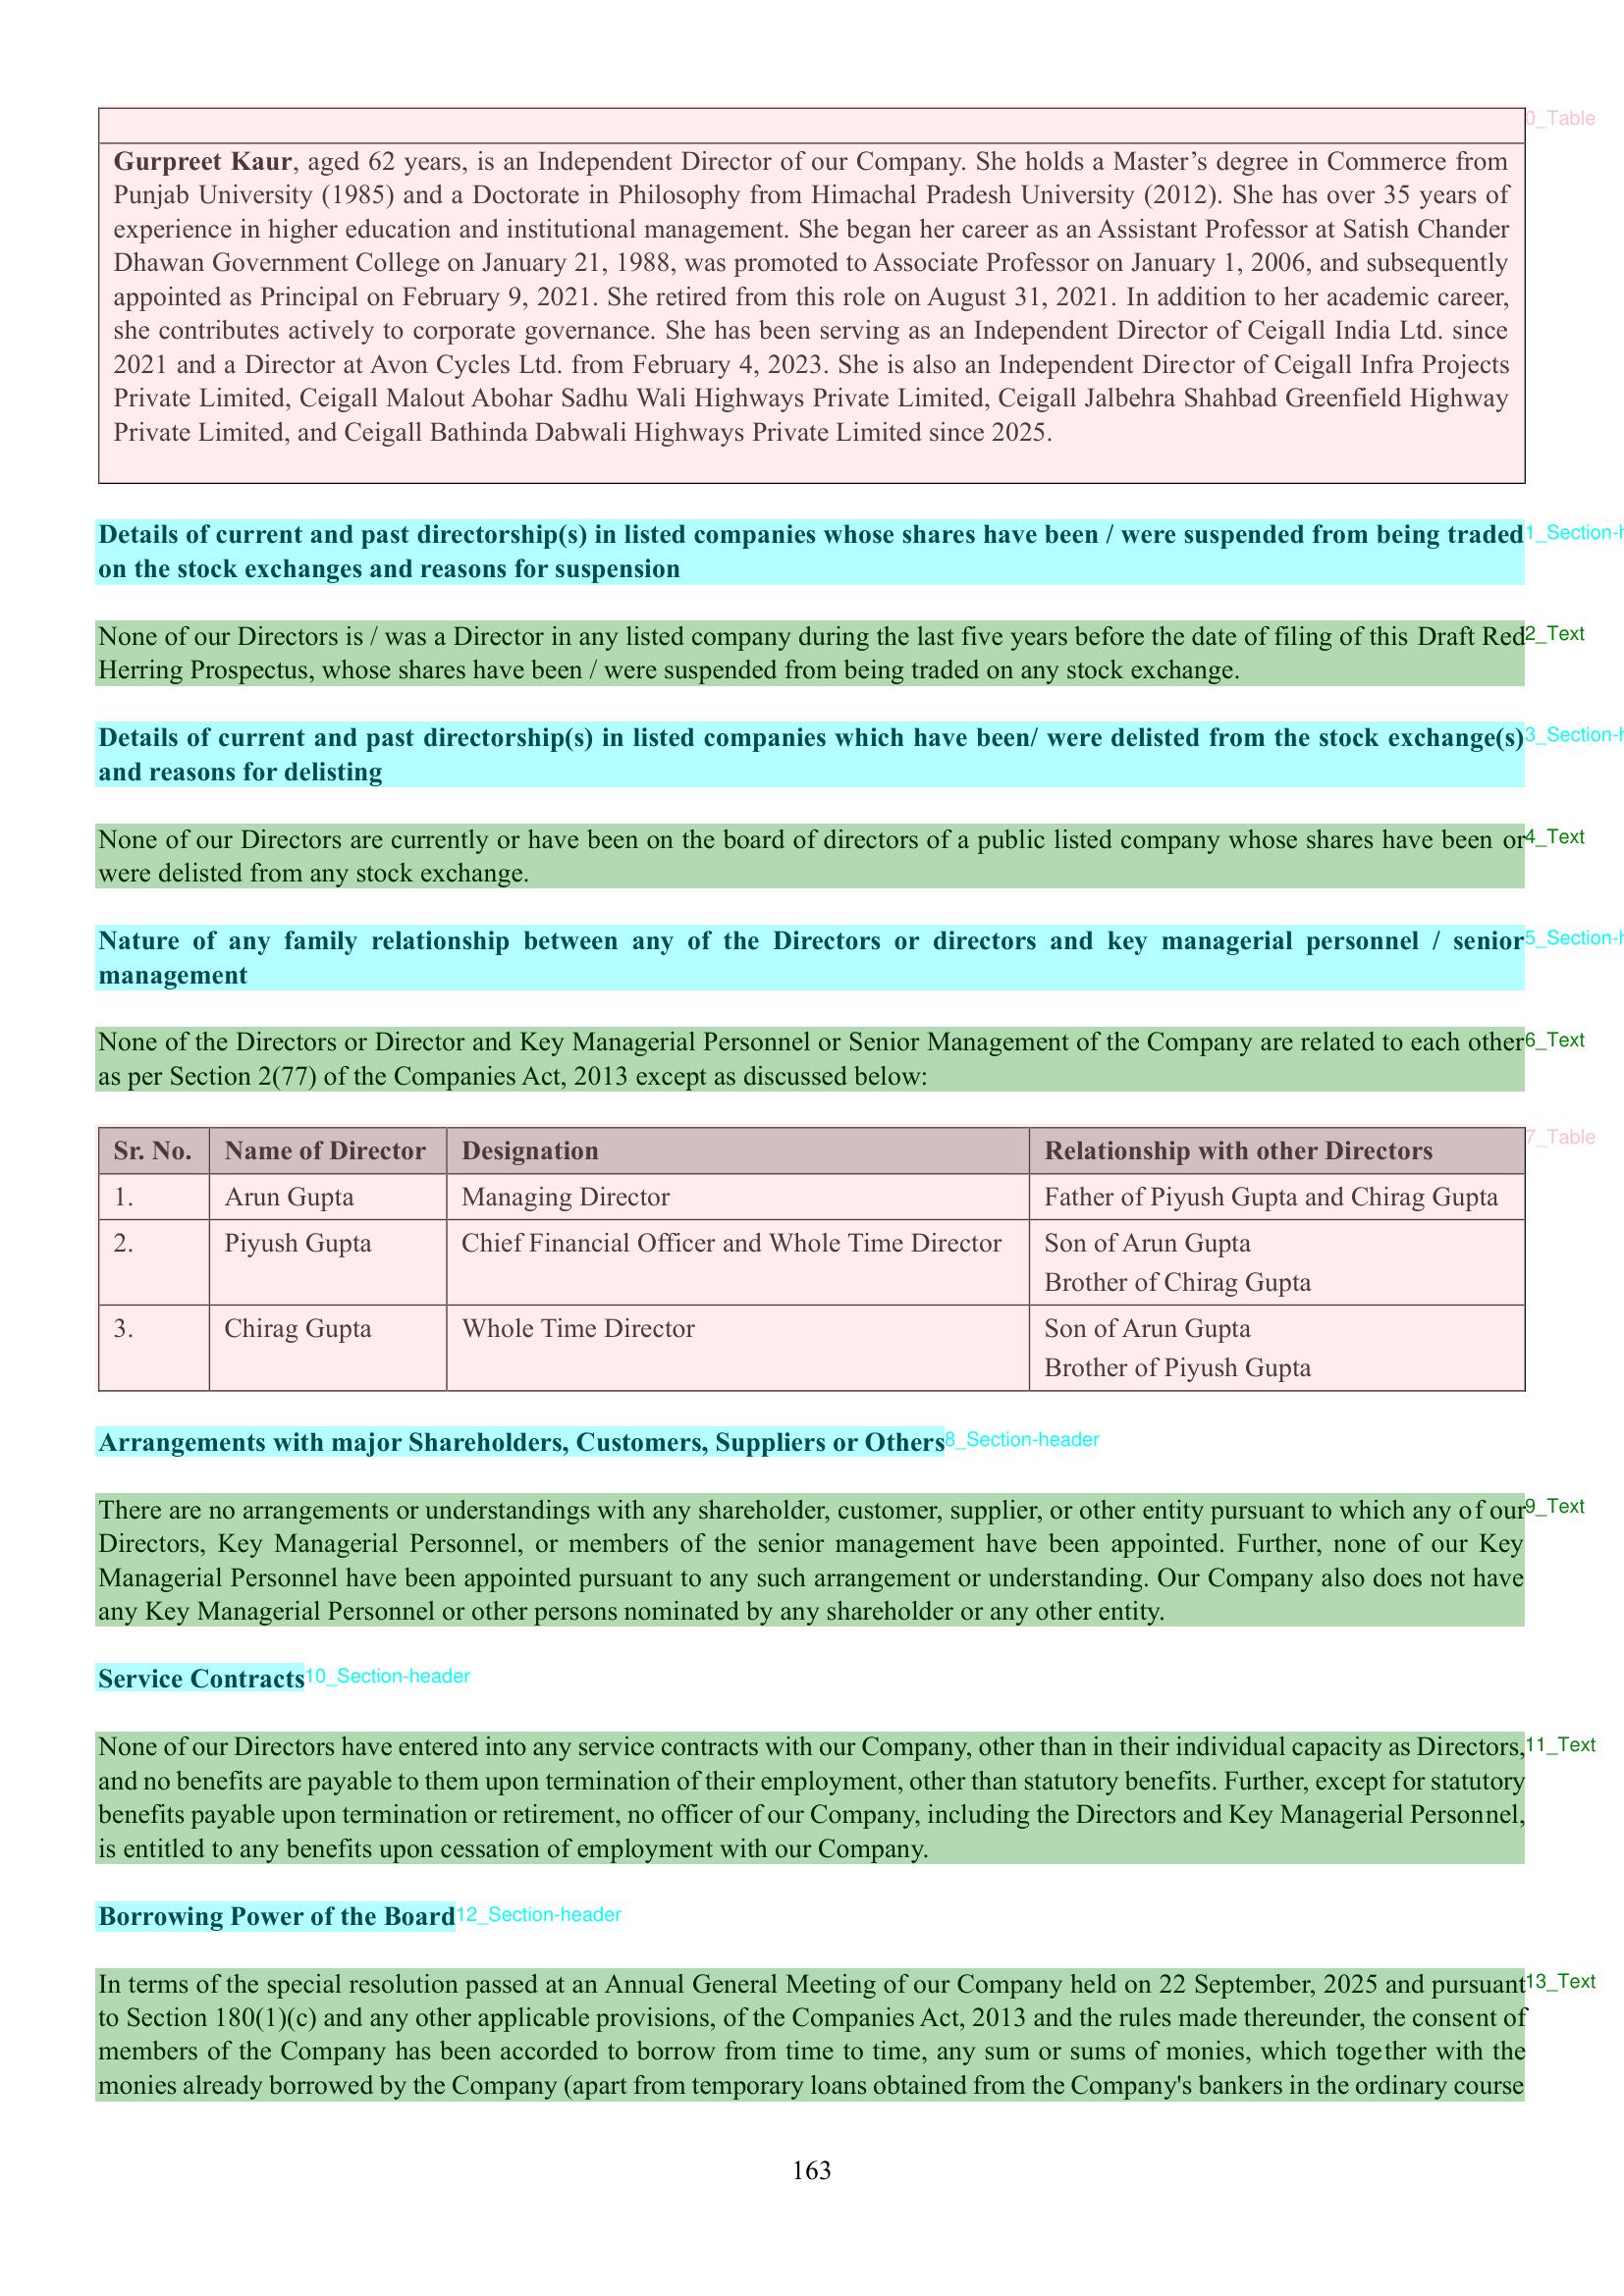 0_Table
Gurpreet Kaur, aged 62 years, is an Independent Director of our Company. She holds a Master’s degree in Commerce from
Punjab University (1985) and a Doctorate in Philosophy from Himachal Pradesh University (2012). She has over 35 years of
experience in higher education and institutional management. She began her career as an Assistant Professor at Satish Chander
Dhawan Government College on January 21, 1988, was promoted to Associate Professor on January 1, 2006, and subsequently
appointed as Principal on February 9, 2021. She retired from this role on August 31, 2021. In addition to her academic career,
she contributes actively to corporate governance. She has been serving as an Independent Director of Ceigall India Ltd. since
2021 and a Director at Avon Cycles Ltd. from February 4, 2023. She is also an Independent Director of Ceigall Infra Projects
Private Limited, Ceigall Malout Abohar Sadhu Wali Highways Private Limited, Ceigall Jalbehra Shahbad Greenfield Highway
Private Limited, and Ceigall Bathinda Dabwali Highways Private Limited since 2025.
Details of current and past directorship(s) in listed companies whose shares have been / were suspended from being traded 1_Section-h
on the stock exchanges and reasons for suspension
None of our Directors is / was a Director in any listed company during the last five years before the date of filing of this Draft Red 2_Text
Herring Prospectus, whose shares have been / were suspended from being traded on any stock exchange.
Details of current and past directorship(s) in listed companies which have been/ were delisted from the stock exchange(s) 3_Section-h
and reasons for delisting
None of our Directors are currently or have been on the board of directors of a public listed company whose shares have been or 4_Text
were delisted from any stock exchange.
Nature of any family relationship between any of the Directors or directors and key managerial personnel / senior 5_Section-h
management
None of the Directors or Director and Key Managerial Personnel or Senior Management of the Company are related to each other 6_Text
as per Section 2(77) of the Companies Act, 2013 except as discussed below:
7_Table
Sr. No. Name of Director Designation Relationship with other Directors
1. Arun Gupta Managing Director Father of Piyush Gupta and Chirag Gupta
2. Piyush Gupta Chief Financial Officer and Whole Time Director Son of Arun Gupta
Brother of Chirag Gupta
3. Chirag Gupta Whole Time Director Son of Arun Gupta
Brother of Piyush Gupta
Arrangements with major Shareholders, Customers, Suppliers or Others 8_Section-header
There are no arrangements or understandings with any shareholder, customer, supplier, or other entity pursuant to which any of our 9_Text
Directors, Key Managerial Personnel, or members of the senior management have been appointed. Further, none of our Key
Managerial Personnel have been appointed pursuant to any such arrangement or understanding. Our Company also does not have
any Key Managerial Personnel or other persons nominated by any shareholder or any other entity.
Service Contracts 10_Section-header
None of our Directors have entered into any service contracts with our Company, other than in their individual capacity as Directors, 11_Text
and no benefits are payable to them upon termination of their employment, other than statutory benefits. Further, except for statutory
benefits payable upon termination or retirement, no officer of our Company, including the Directors and Key Managerial Personnel,
is entitled to any benefits upon cessation of employment with our Company.
Borrowing Power of the Board 12_Section-header
In terms of the special resolution passed at an Annual General Meeting of our Company held on 22 September, 2025 and pursuant 13_Text
to Section 180(1)(c) and any other applicable provisions, of the Companies Act, 2013 and the rules made thereunder, the consent of
members of the Company has been accorded to borrow from time to time, any sum or sums of monies, which together with the
monies already borrowed by the Company (apart from temporary loans obtained from the Company's bankers in the ordinary course
163